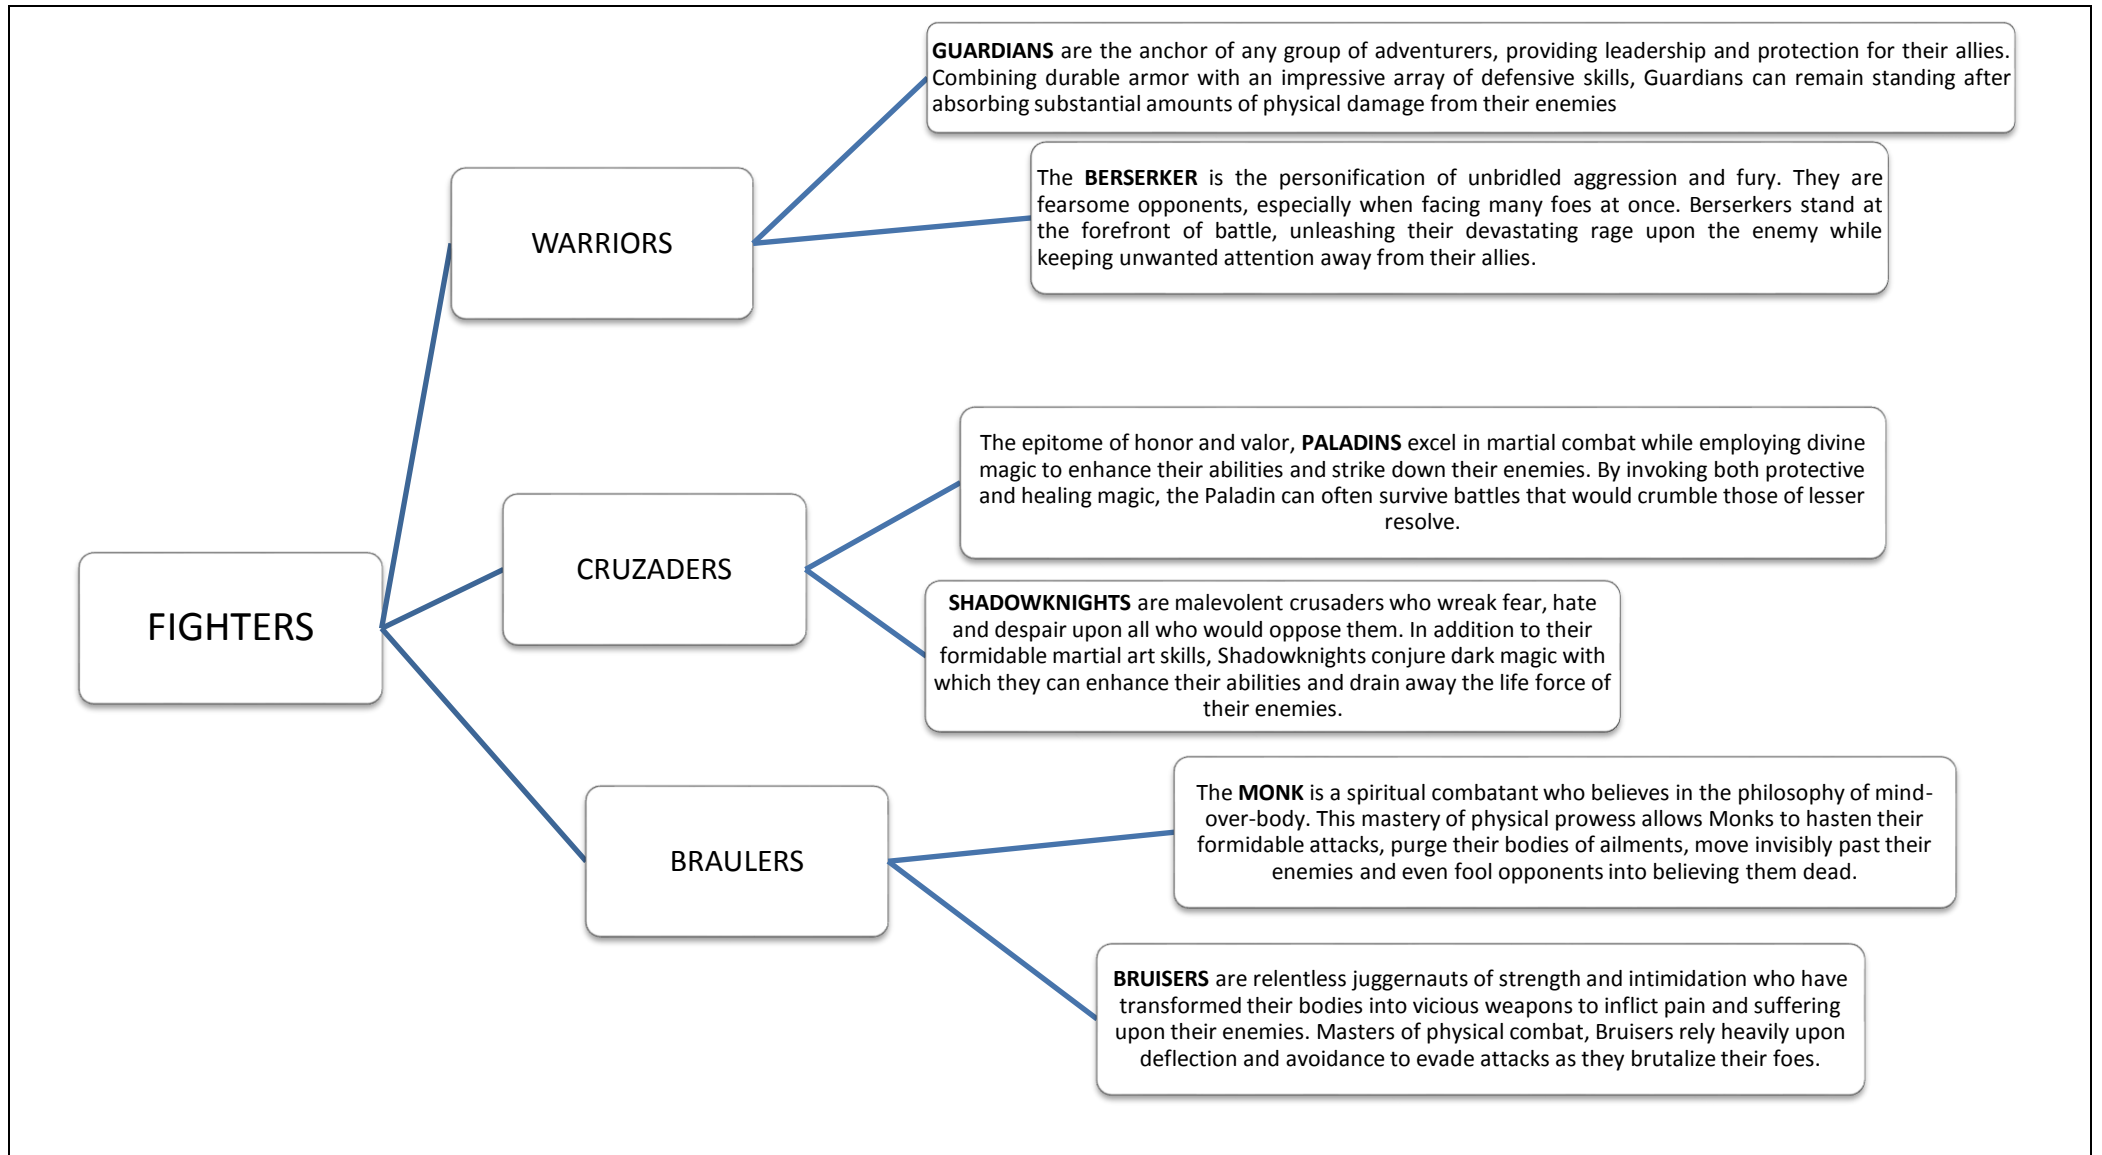 GUARDIANS are the anchor of any group of adventurers, providing leadership and protection for their allies.
Combining durable armor with an impressive array of defensive skills, Guardians can remain standing after
absorbing substantial amounts of physical damage from their enemies
The BERSERKER is the personification of unbridled aggression and fury. They are
fearsome opponents, especially when facing many foes at once. Berserkers stand at
the forefront of battle, unleashing their devastating rage upon the enemy while
keeping unwanted attention away from their allies.
WARRIORS
The epitome of honor and valor, PALADINS excel in martial combat while employing divine
magic to enhance their abilities and strike down their enemies. By invoking both protective
and healing magic, the Paladin can often survive battles that would crumble those of lesser
resolve.
CRUZADERS
SHADOWKNIGHTS are malevolent crusaders who wreak fear, hate
and despair upon all who would oppose them. In addition to their
formidable martial art skills, Shadowknights conjure dark magic with
which they can enhance their abilities and drain away the life force of
their enemies.
FIGHTERS
The MONK is a spiritual combatant who believes in the philosophy of mind-
over-body. This mastery of physical prowess allows Monks to hasten their
formidable attacks, purge their bodies of ailments, move invisibly past their
enemies and even fool opponents into believing them dead.
BRAULERS
BRUISERS are relentless juggernauts of strength and intimidation who have
transformed their bodies into vicious weapons to inflict pain and suffering
upon their enemies. Masters of physical combat, Bruisers rely heavily upon
deflection and avoidance to evade attacks as they brutalize their foes.